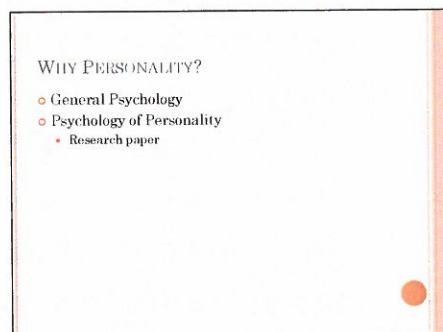 WHY PERSONALITY?
General Psychology
Psychology of Personality
Research paper